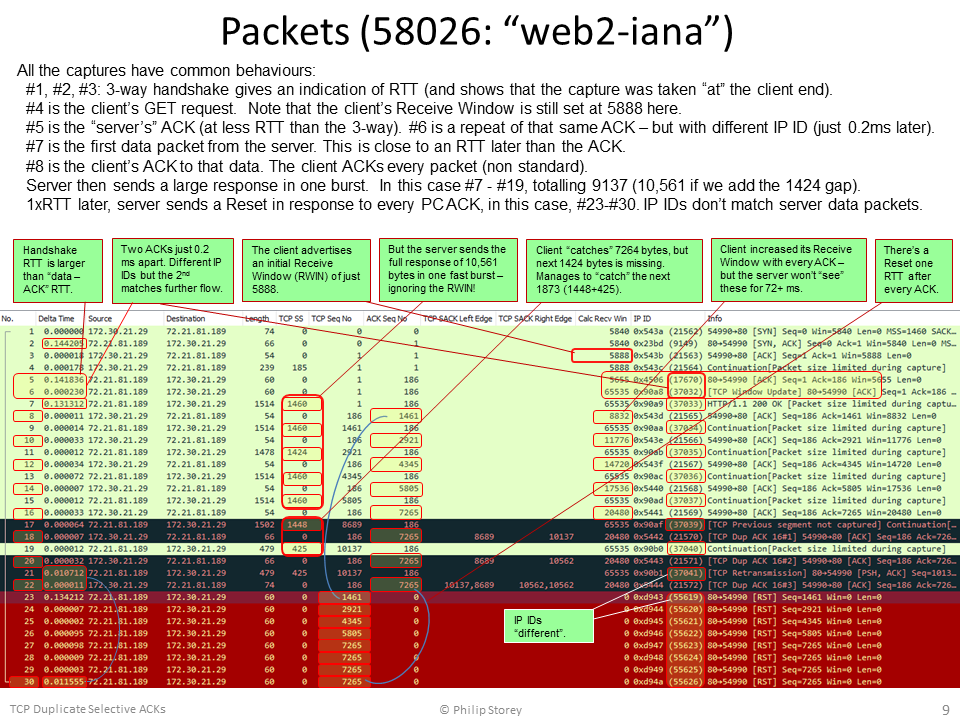 Packets (58026: “web2-iana”)
All the captures have common behaviours:
#1, #2, #3: 3-way handshake gives an indication of RTT (and shows that the capture was taken “at” the client end).
#4 is the client’s GET request.  Note that the client’s Receive Window is still set at 5888 here.
#5 is the “server’s” ACK (at less RTT than the 3-way).  #6 is a repeat of that same ACK – but with different IP ID (just 0.2ms later).
#7 is the first data packet from the server. This is close to an RTT later than the ACK.
#8 is the client’s ACK to that data. The client ACKs every packet (non standard).
Server then sends a large response in one burst.  In this case #7 - #19, totalling 9137 (10,561 if we add the 1424 gap).
1xRTT later, server sends a Reset in response to every PC ACK, in this case, #23-#30. IP IDs don’t match server data packets.
Handshake
RTT is larger
than “data –
ACK” RTT.
Two ACKs just 0.2
ms apart. Different IP
IDs but the 2nd
matches further flow.
The client advertises
an initial Receive
Window (RWIN) of just
5888.
But the server sends the
full response of 10,561
bytes in one fast burst –
ignoring the RWIN!
Client “catches” 7264 bytes, but
next 1424 bytes is missing.
Manages to “catch” the next
1873 (1448+425).
Client increased its Receive
Window with every ACK –
but the server won’t “see”
these for 72+ ms.
There’s a
Reset one
RTT after
every ACK.
No. Delta Time Source Destination Length TCP SS TCP Seq No ACK Seq No TCP SACK Left Edge TCP SACK Right Edge Calc Recv Win IP ID Info
1 0.000000 172.30.21.29 72.21.81.189 74 0 0 0 5840 0x543a (21562) 54990→80 [SYN] Seq=0 Win=5840 Len=0 MSS=1460 SACK…
2 0.144205 72.21.81.189 172.30.21.29 66 0 0 1 5840 0x23bd (9149) 80→54990 [SYN, ACK] Seq=0 Ack=1 Win=5840 Len=0 MS…
3 0.000018 172.30.21.29 72.21.81.189 54 0 1 1 5888 0x543b (21563) 54990→80 [ACK] Seq=1 Ack=1 Win=5888 Len=0
4 0.000178 172.30.21.29 72.21.81.189 239 185 1 1 5888 0x543c (21564) [Packet size limited during capture]
5 0.141836 72.21.81.189 172.30.21.29 60 0 1 186 5655 0x4506 (17670) 80→54990 [ACK] Seq=1 Ack=186 Win=5655 Len=0
6 0.000230 72.21.81.189 172.30.21.29 60 0 1 186 65535 0x90a8 (37032) [TCP Window Update] 80→54990 [ACK] Seq=1 Ack=186
7 0.131312 72.21.81.189 172.30.21.29 1514 1460 1 186 65535 0x90a9 (37033) HTTP/1.1 200 OK [Packet size limited during capt…
8 0.000011 172.30.21.29 72.21.81.189 54 0 186 1461 8832 0x543d (21565) 54990→80 [ACK] Seq=186 Ack=1461 Win=8832 Len=0
9 0.000014 72.21.81.189 172.30.21.29 1514 1460 1461 186 65535 0x90aa (37034) Continuation[Packet size limited during capture]
10 0.000033 172.30.21.29 72.21.81.189 54 0 186 2921 11776 0x543e (21566) 54990→80 [ACK] Seq=186 Ack=2921 Win=11776 Len=0
11 0.000012 72.21.81.189 172.30.21.29 1478 1424 2921 186 65535 0x90ab (37035) Continuation[Packet size limited during capture]
12 0.000034 172.30.21.29 72.21.81.189 54 0 186 4345 14720 0x543f (21567) 54990→80 [ACK] Seq=186 Ack=4345 Win=14720 Len=0
13 0.000072 72.21.81.189 172.30.21.29 1514 1460 4345 186 65535 0x90ac (37036) Continuation[Packet size limited during capture]
14 0.000007 172.30.21.29 72.21.81.189 54 0 186 5805 17536 0x5440 (21568) 54990→80 [ACK] Seq=186 Ack=5805 Win=17536 Len=0
15 0.000012 72.21.81.189 172.30.21.29 1514 1460 5805 186 65535 0x90ad (37037) Continuation[Packet size limited during capture]
16 0.000033 172.30.21.29 72.21.81.189 54 0 186 7265 20480 0x5441 (21569) 54990→80 [ACK] Seq=186 Ack=7265 Win=20480 Len=0
17 0.000064 72.21.81.189 172.30.21.29 1502 1448 8689 186 65535 0x90af (37039) [TCP Previous segment not captured] Continuation[…
18 0.000007 172.30.21.29 72.21.81.189 66 0 186 7265 8689 10137 20480 0x5442 (21570) [TCP Dup ACK 16#1] 54990→80 [ACK] Seq=186 Ack=726…
19 0.000012 72.21.81.189 172.30.21.29 479 425 10137 186 65535 0x90b0 (37040) Continuation[Packet size limited during capture]
20 0.000032 172.30.21.29 72.21.81.189 66 0 186 7265 8689 10562 20480 0x5443 (21571) [TCP Dup ACK 16#2] 54990→80 [ACK] Seq=186 Ack=726…
21 0.010712 72.21.81.189 172.30.21.29 479 425 10137 186 65535 0x90b1 (37041) [TCP Retransmission] 80→54990 [PSH, ACK] Seq=1013…
22 0.000011 172.30.21.29 72.21.81.189 74 0 186 7265 10137,8689 10562,10562 20480 0x5444 (21572) [TCP Dup ACK 16#3] 54990→80 [ACK] Seq=186 Ack=726…
23 0.134212 72.21.81.189 172.30.21.29 60 0 1461 0 0 0xd943 (55619) 80→54990 [RST] Seq=1461 Win=0 Len=0
24 0.000007 72.21.81.189 172.30.21.29 60 0 2921 0 0 0xd944 (55620) 80→54990 [RST] Seq=2921 Win=0 Len=0
25 0.000002 72.21.81.189 172.30.21.29 60 0 4345 0 0 0xd945 (55621) 80→54990 [RST] Seq=4345 Win=0 Len=0
26 0.000095 72.21.81.189 172.30.21.29 60 0 5805 0 0 0xd946 (55622) 80→54990 [RST] Seq=5805 Win=0 Len=0
27 0.000098 72.21.81.189 172.30.21.29 60 0 7265 0 0 0xd947 (55623) 80→54990 [RST] Seq=7265 Win=0 Len=0
28 0.000009 72.21.81.189 172.30.21.29 60 0 7265 0 0 0xd948 (55624) 80→54990 [RST] Seq=7265 Win=0 Len=0
29 0.000003 72.21.81.189 172.30.21.29 60 0 7265 0 0 0xd949 (55625) 80→54990 [RST] Seq=7265 Win=0 Len=0
30 0.011555 72.21.81.189 172.30.21.29 60 0 7265 0 0 0xd94a (55626) 80→54990 [RST] Seq=7265 Win=0 Len=0
IP IDs
“different”.
TCP Duplicate Selective ACKs
© Philip Storey
9